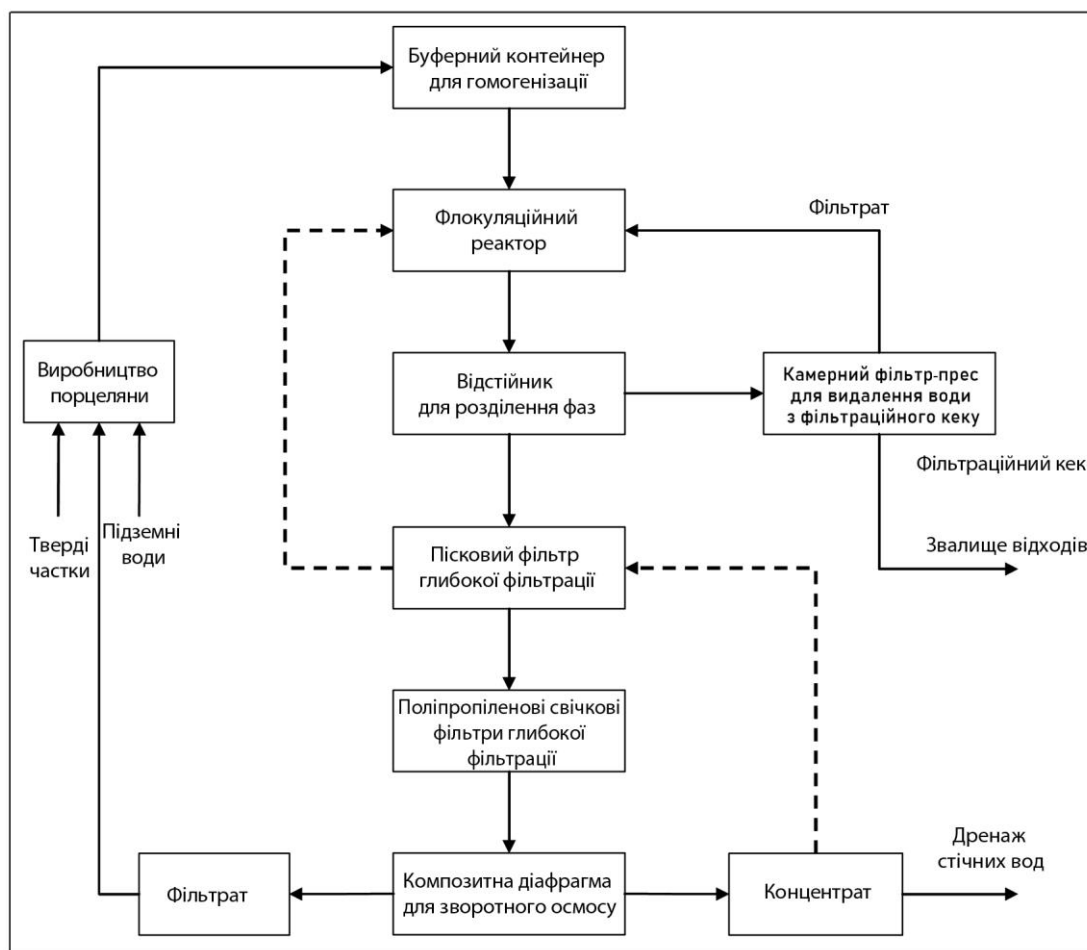 Буферний контейнер
для гомогенізації
Флокуляційний
реактор
Фільтрат
Виробництво
порцеляни
Відстійник
для розділення фаз
Камерний фільтр-прес
для видалення води
з фільтраційного кеку
Фільтраційний кек
Тверді
частки
Підземні
води
Пісковий фільтр
глибокої фільтрації
Звалище відходів
Поліпропіленові свічкові
фільтри глибокої
фільтрації
Фільтрат
Композитна діафрагма
для зворотного осмосу
Концентрат
Дренаж
стічних вод